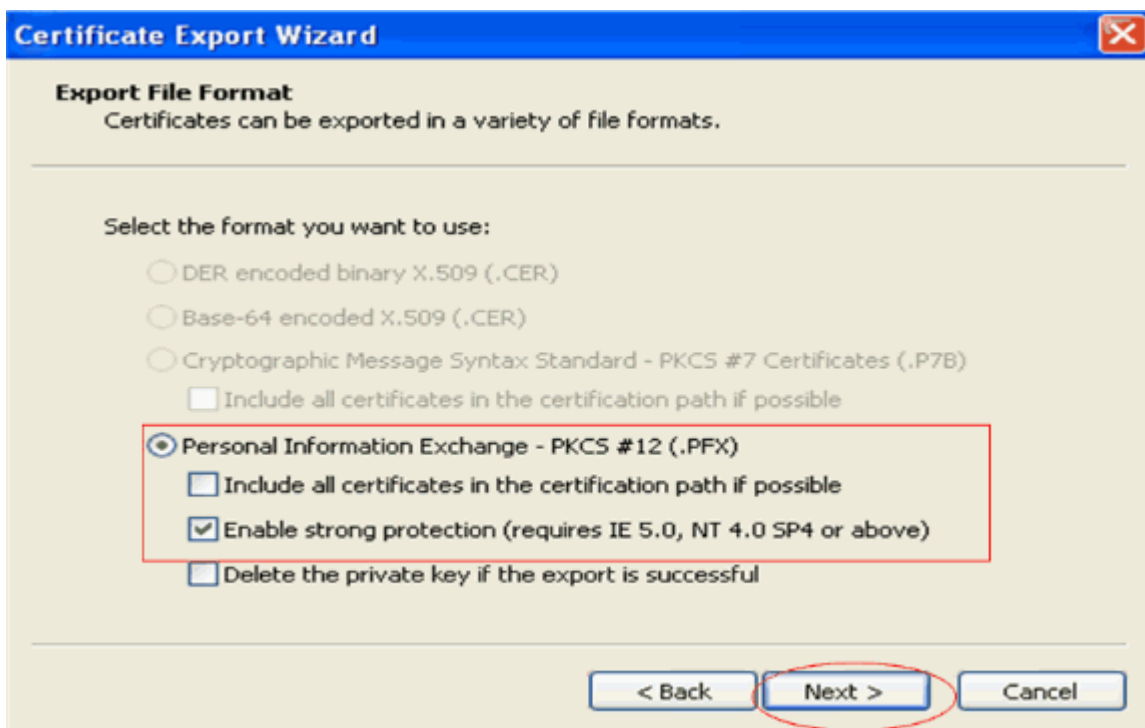 Certificate Export Wizard
Export File Format
Certificates can be exported in a variety of file formats.
Select the format you want to use:
DER encoded binary X.509 (.CER)
Base-64 encoded X.509 (.CER)
Cryptographic Message Syntax Standard - PKCS #7 Certificates (.P7B)
Include all certificates in the certification path if possible
Personal Information Exchange - PKCS #12 (.PFX)
Include all certificates in the certification path if possible
Enable strong protection (requires IE 5.0, NT 4.0 SP4 or above)
Delete the private key if the export is successful
< Back Next > Cancel